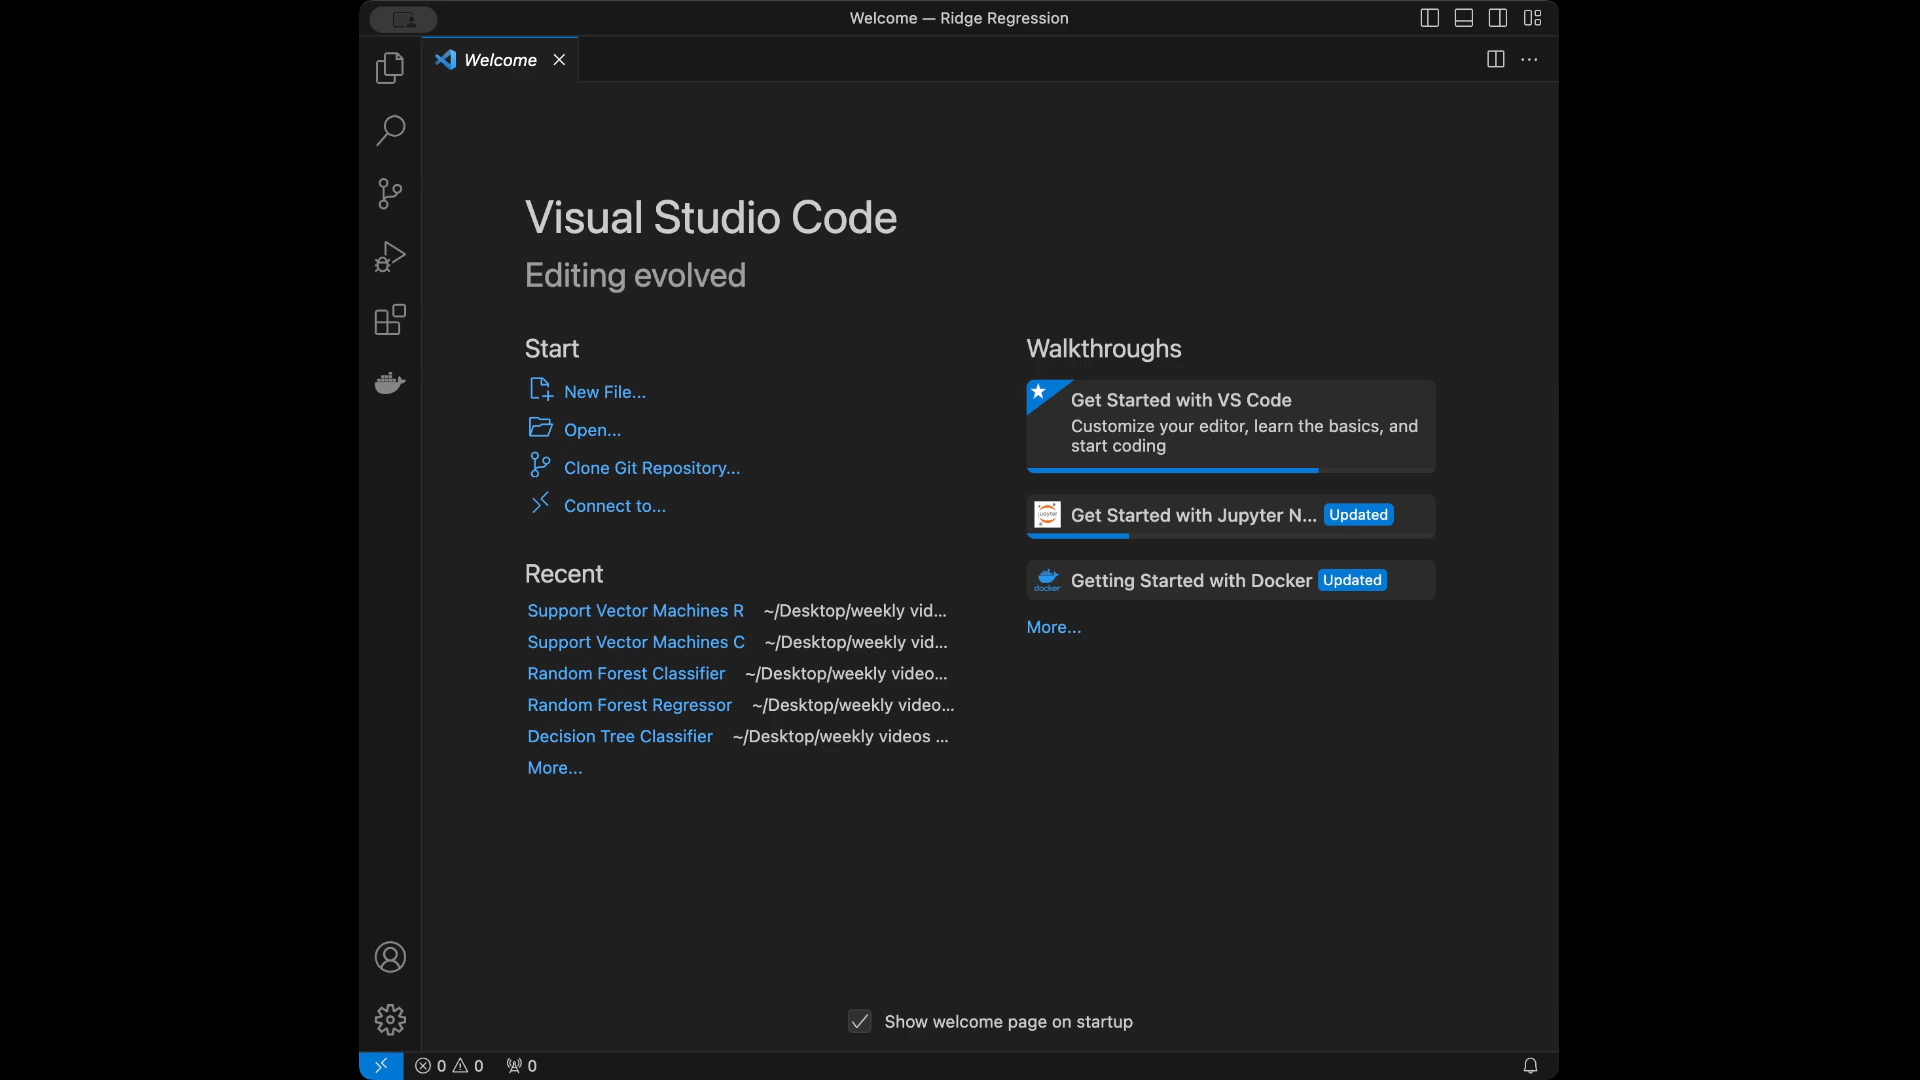 Welcome — Ridge Regression
Welcome
Visual Studio Code
Editing evolved
Start
New File...
Open...
Clone Git Repository...
Connect to...
Recent
Support Vector Machines R ~/Desktop/weekly vid...
Support Vector Machines C ~/Desktop/weekly vid...
Random Forest Classifier ~/Desktop/weekly video...
Random Forest Regressor ~/Desktop/weekly video...
Decision Tree Classifier ~/Desktop/weekly videos ...
More...
Walkthroughs
Get Started with VS Code
Customize your editor, learn the basics, and
start coding
jupyter
Get Started with Jupyter N... Updated
docker
Getting Started with Docker Updated
More...
Show welcome page on startup
0 0 0